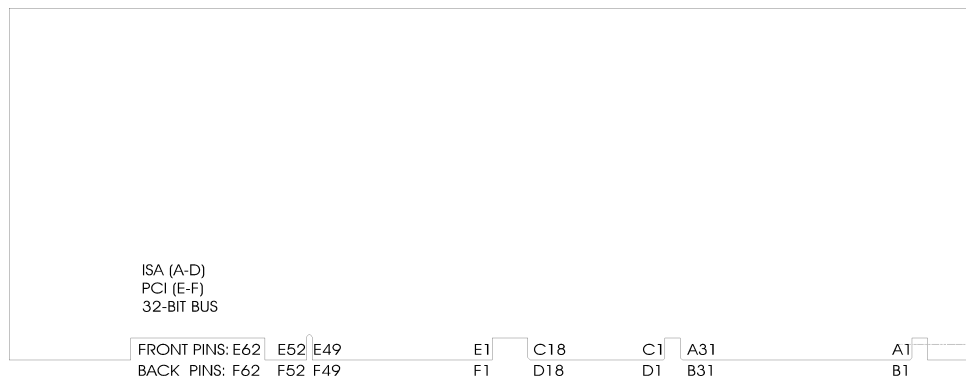 ISA (A-D)
PCI (E-F)
32-BIT BUS
FRONT PINS: E62 E52 E49 E1 C18 C1 A31 A1
BACK PINS: F62 F52 F49 F1 D18 D1 B31 B1